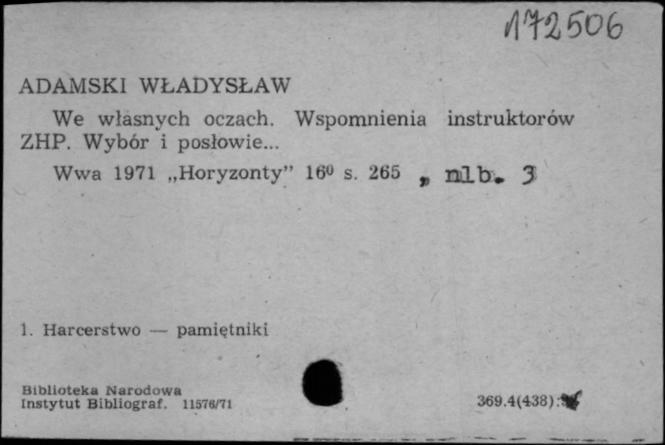 172506
ADAMSKI WŁADYSŁAW
We własnych oczach. Wspomnienia instruktorów
ZHP. Wybór i posłowie...
Wwa 1971 „Horyzonty” 16⁰ s. 265 , nlb. 3
1. Harcerstwo — pamiętniki
Biblioteka Narodowa
Instytut Bibliograf. 11576/71
369.4(438):